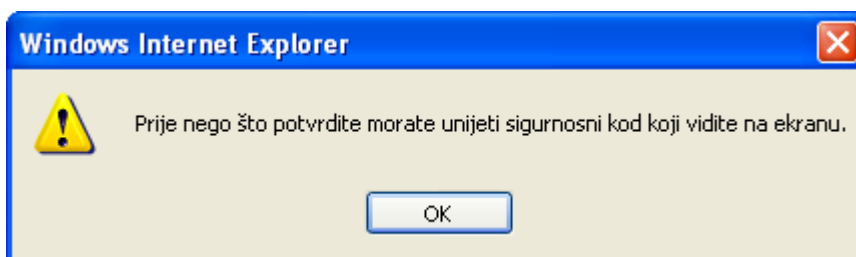 Windows Internet Explorer
Prije nego što potvrdite morate unijeti sigurnosni kod koji vidite na ekranu.
OK